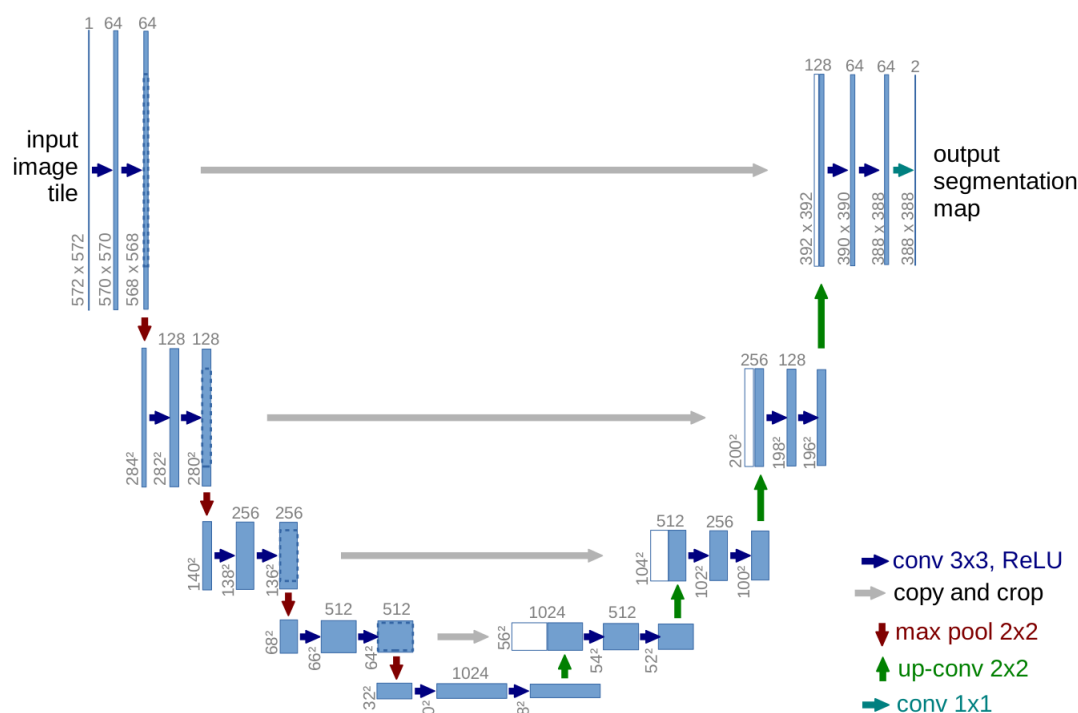 1 64 64
input
image
tile
572 x 572
570 x 570
568 x 568
128
64 64 2
output
segmentation
map
392 x 392
390 x 390
388 x 388
388 x 388
128 128
284²
282²
280²
256 128
200²
198²
196²
256 256
140²
138²
136²
512 256
104²
102²
100²
512 512
68²
66²
64²
1024 512
56²
54²
52²
1024
32²
conv 3x3, ReLU
copy and crop
max pool 2x2
up-conv 2x2
conv 1x1